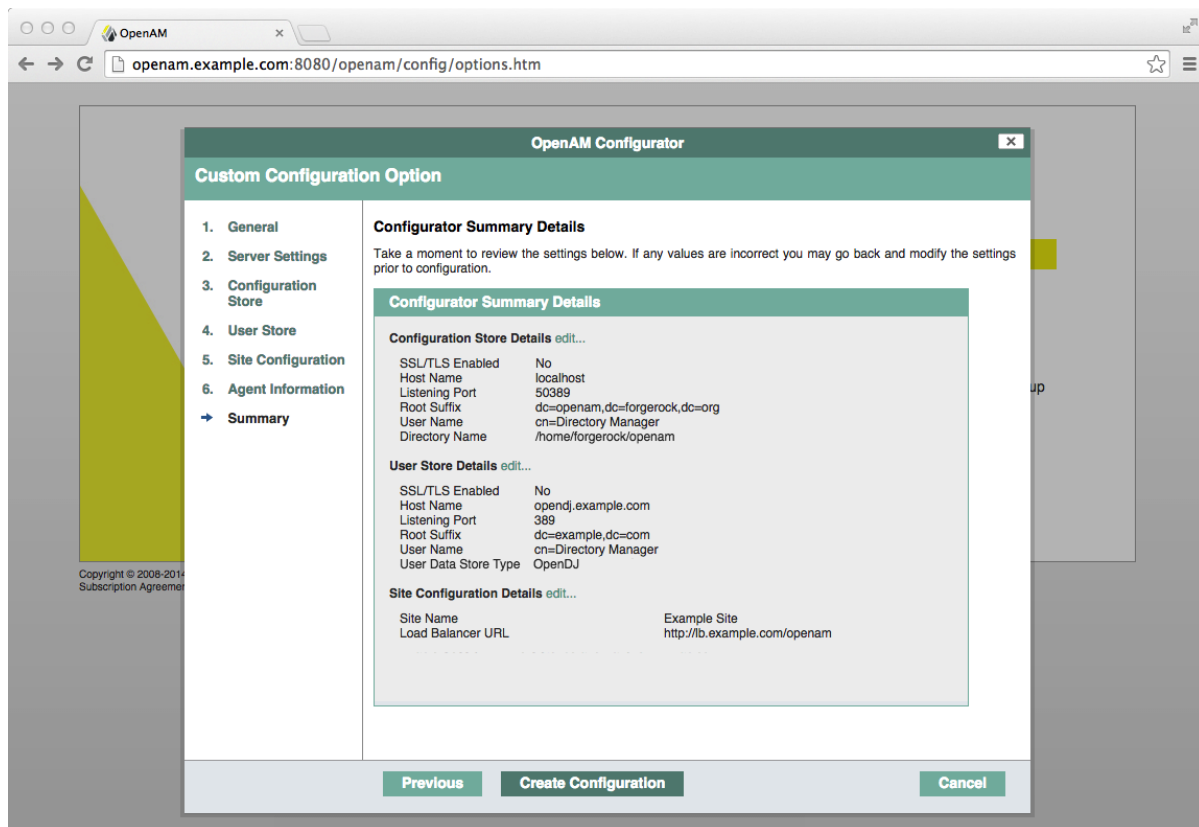 OpenAM
openam.example.com:8080/openam/config/options.htm
OpenAM Configurator
Custom Configuration Option
1. General
2. Server Settings
3. Configuration
Store
4. User Store
5. Site Configuration
6. Agent Information
Summary
Configurator Summary Details
Take a moment to review the settings below. If any values are incorrect you may go back and modify the settings
prior to configuration.
Configurator Summary Details
Configuration Store Details edit...
SSL/TLS Enabled No
Host Name localhost
Listening Port 50389
Root Suffix dc=openam,dc=forgerock,dc=org
User Name cn=Directory Manager
Directory Name /home/forgerock/openam
User Store Details edit...
SSL/TLS Enabled No
Host Name opendj.example.com
Listening Port 389
Root Suffix dc=example,dc=com
User Name cn=Directory Manager
User Data Store Type OpenDJ
Site Configuration Details edit...
Site Name Example Site
Load Balancer URL http://lb.example.com/openam
up
Copyright © 2008-2014
Subscription
Previous
Create Configuration
Cancel